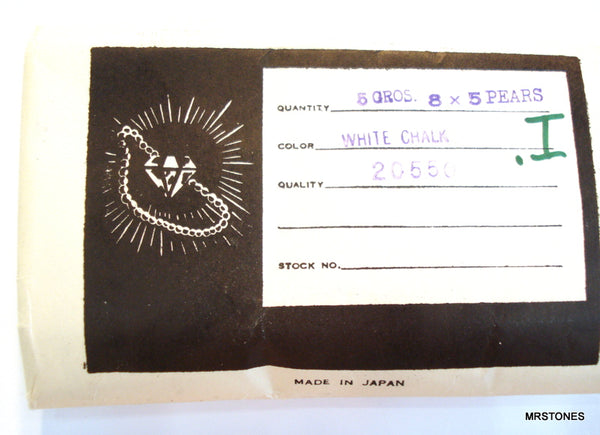 QUANTITY 5 GROS. 8 × 5 PEARS
COLOR WHITE CHALK
I.
QUALITY 20550
STOCK NO.
MADE IN JAPAN
MRSTONES